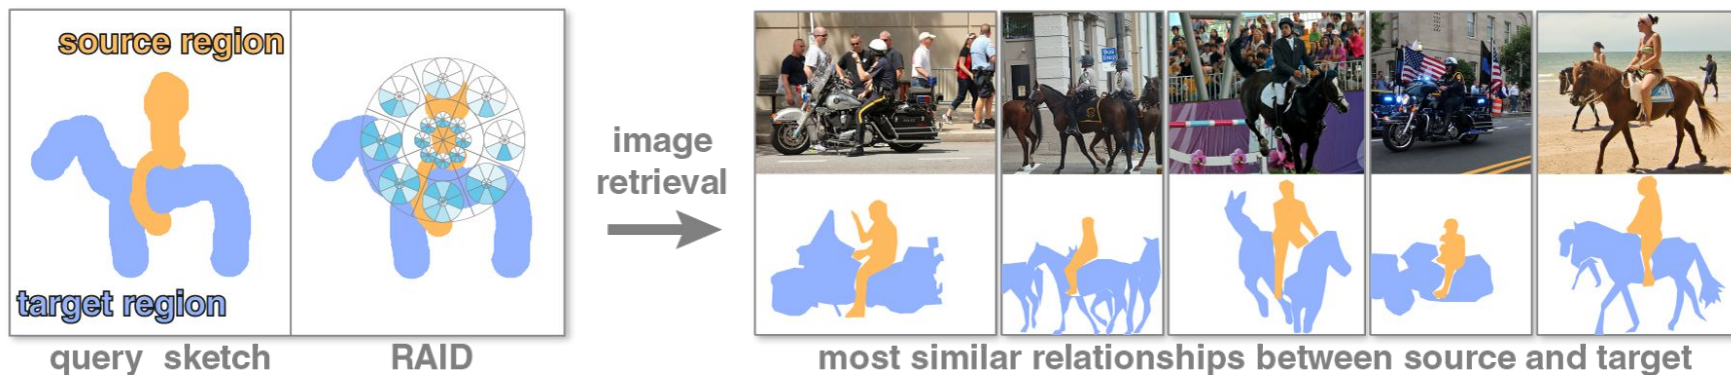 source region
target region
query sketch
RAID
image
retrieval
most similar relationships between source and target